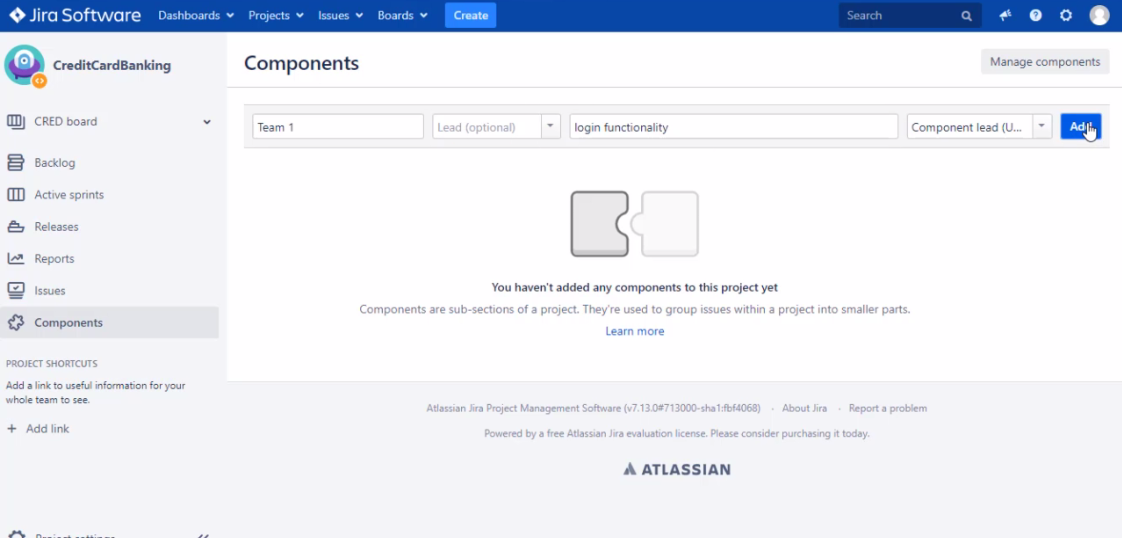 Jira Software Dashboards Projects Issues Boards Create Search
CreditCardBanking
Components
Manage components
CRED board
Team 1 Lead (optional) login functionality Component lead (U... Add
Backlog
Active sprints
Releases
Reports
Issues
Components
You haven't added any components to this project yet
Components are sub-sections of a project. They're used to group issues within a project into smaller parts.
Learn more
PROJECT SHORTCUTS
Add a link to useful information for your
whole team to see.
+ Add link
Atlassian Jira Project Management Software (v7.13.0#713000-sha1:fbf4068) · About Jira · Report a problem
Powered by a free Atlassian Jira evaluation license. Please consider purchasing it today.
ATLASSIAN
Project settings